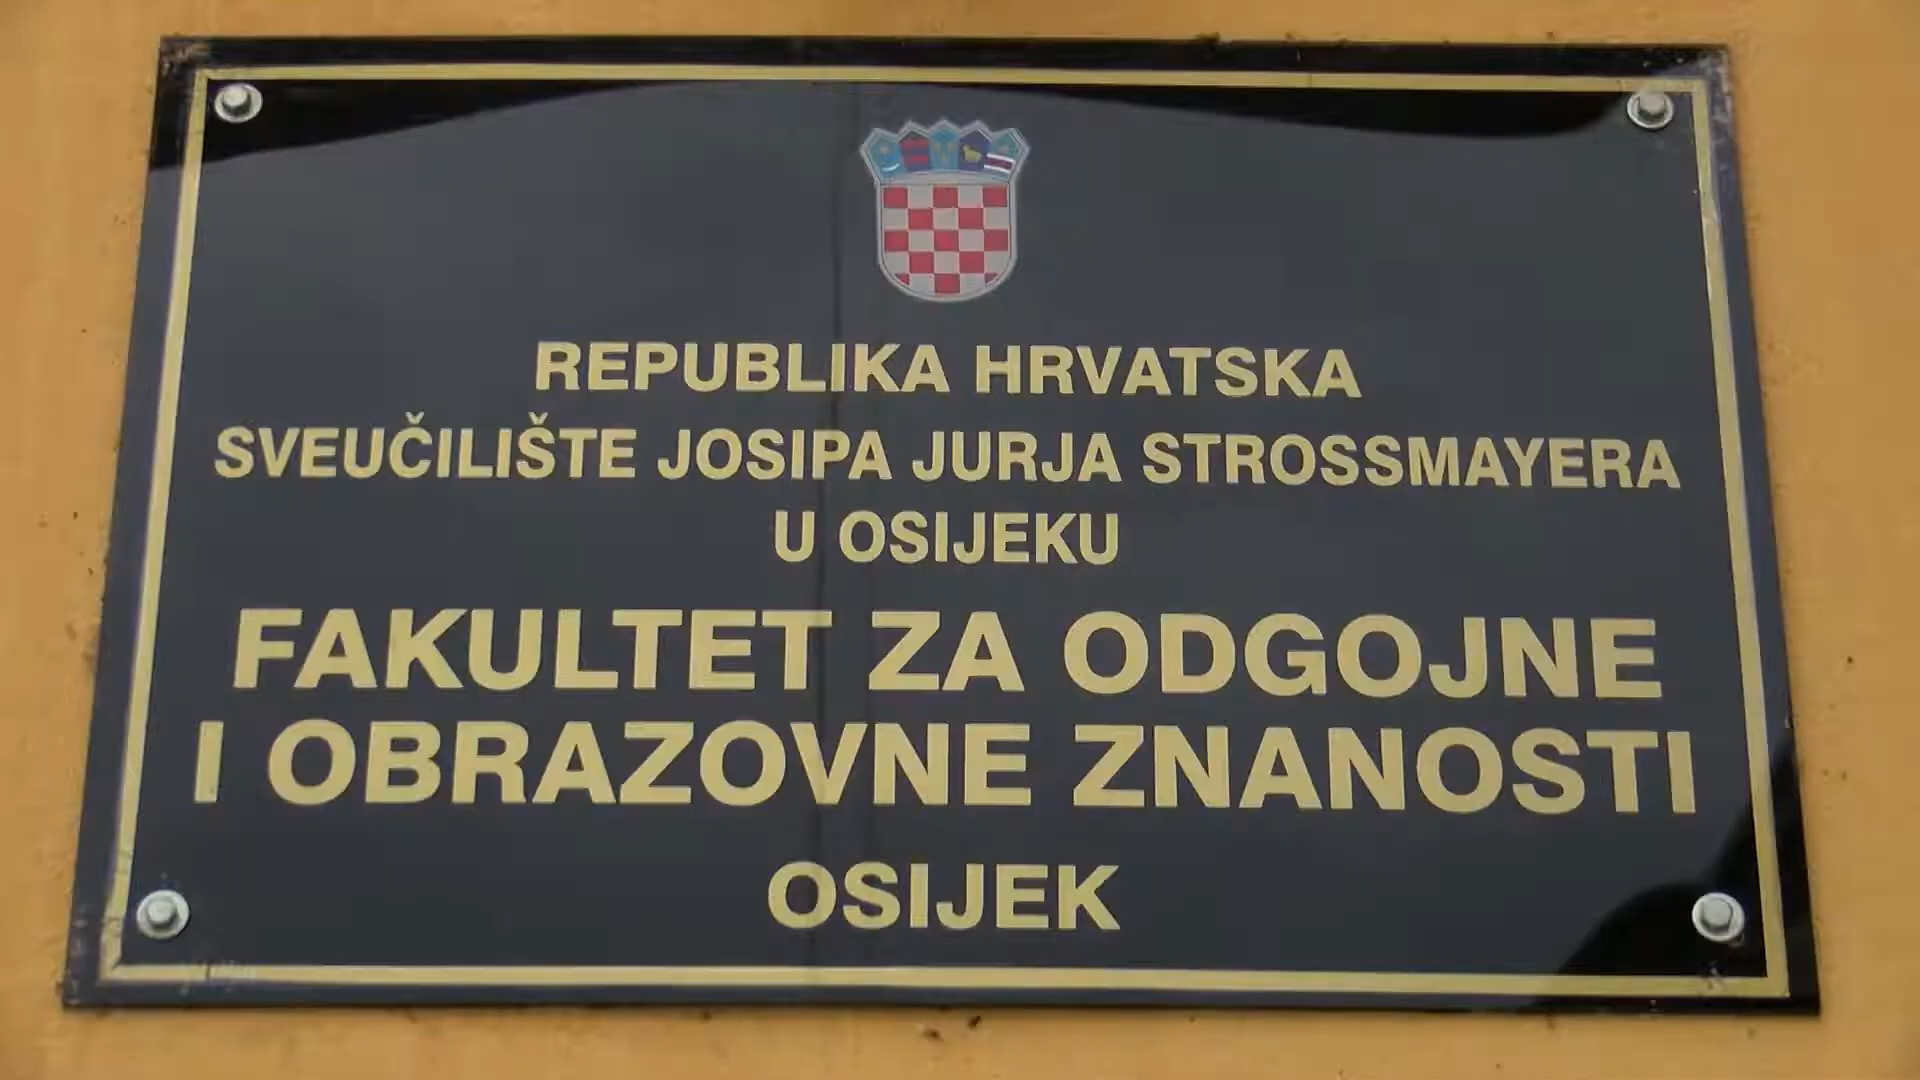 REPUBLIKA HRVATSKA
SVEUČILIŠTE JOSIPA JURJA STROSSMAYERA
U OSIJEKU
FAKULTET ZA ODGOJNE
I OBRAZOVNE ZNANOSTI
OSIJEK